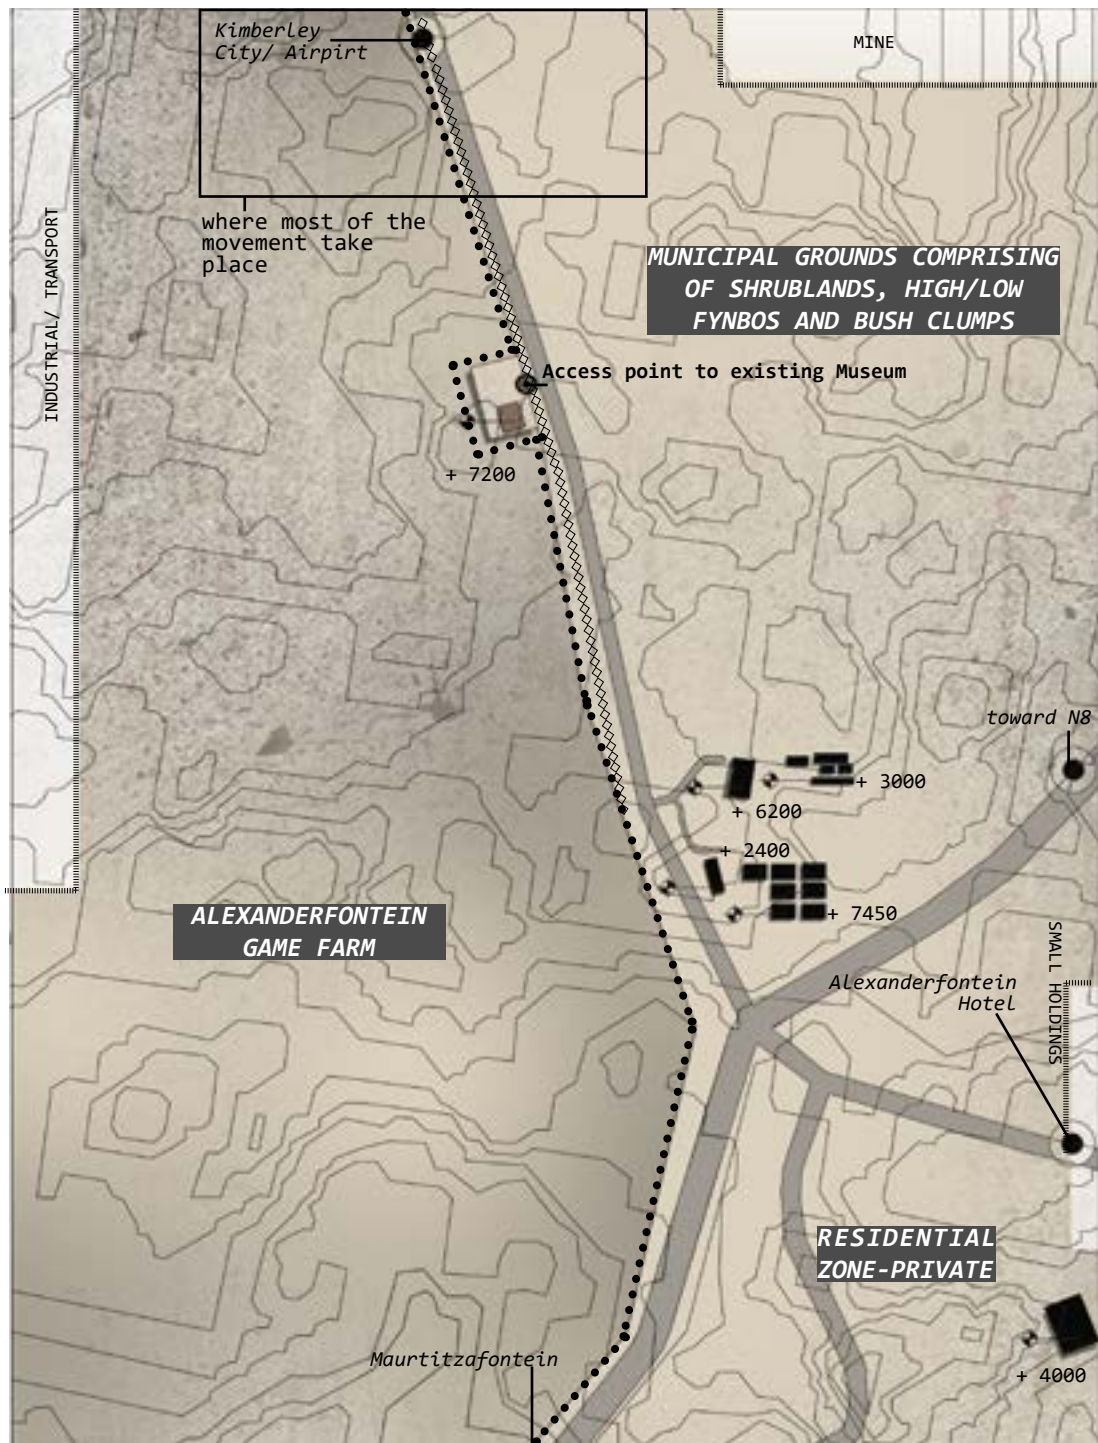 Kimberley
City/ Airpirt
MINE
where most of the
movement take
place
INDUSTRIAL/ TRANSPORT
MUNICIPAL GROUNDS COMPRISING
OF SHRUBLANDS, HIGH/LOW
FYNBOS AND BUSH CLUMPS
Access point to existing Museum
+ 7200
toward N8
+ 3000
+ 6200
+ 2400
+ 7450
ALEXANDERFONTEIN
GAME FARM
SMALL HOLDINGS
Alexanderfontein
Hotel
RESIDENTIAL
ZONE-PRIVATE
Maurtitzafontein
+ 4000